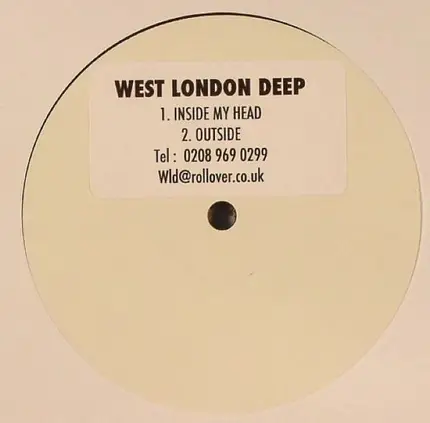 WEST LONDON DEEP
1. INSIDE MY HEAD
2. OUTSIDE
Tel : 0208 969 0299
Wld@rollover.co.uk